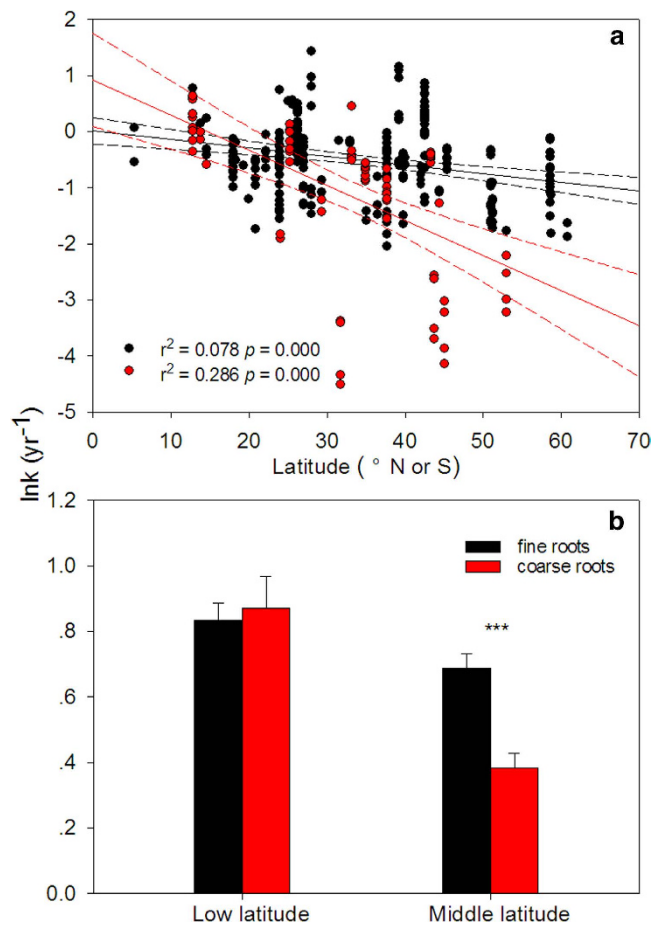 a
2
1
0
-1
-2
-3
-4
-5
r² = 0.078 p = 0.000
r² = 0.286 p = 0.000
0 10 20 30 40 50 60 70
Latitude ( ° N or S)
lnk (yr⁻¹)
b
1.2
1.0
.8
.6
.4
.2
0.0
fine roots
coarse roots
***
Low latitude Middle latitude